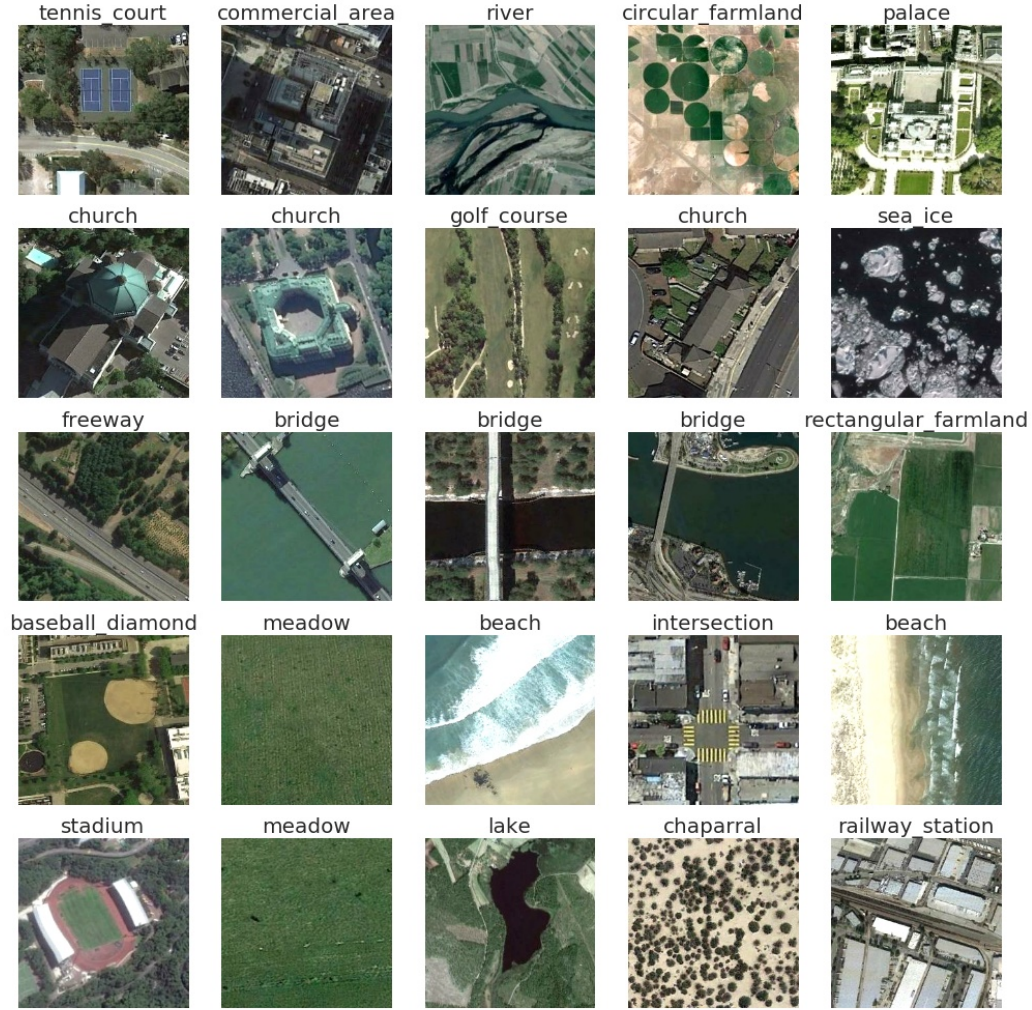 tennis_court
commercial_area
river
circular_farmland
palace
church
church
golf_course
church
sea_ice
freeway
bridge
bridge
bridge
rectangular_farmland
baseball_diamond
meadow
beach
intersection
beach
stadium
meadow
lake
chaparral
railway_station